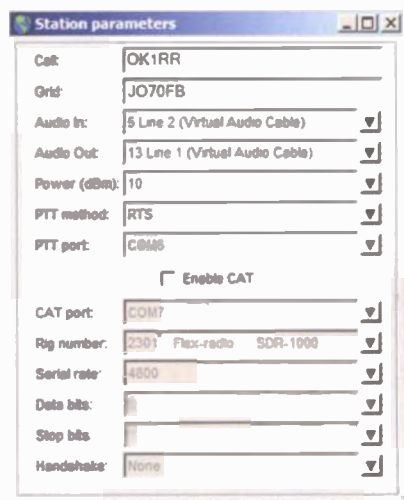 Station parameters
Call: OK1RR
Grid: JO70FB
Audio In: 5 Line 2 (Virtual Audio Cable)
Audio Out: 13 Line 1 (Virtual Audio Cable)
Power (dBm): 10
PTT method: RTS
PTT port: COM6
Enable CAT
CAT port: COM7
Rig number: 2301 Flex-radio SDR-1000
Serial rate: 4800
Data bits:
Stop bits
Handshake: None